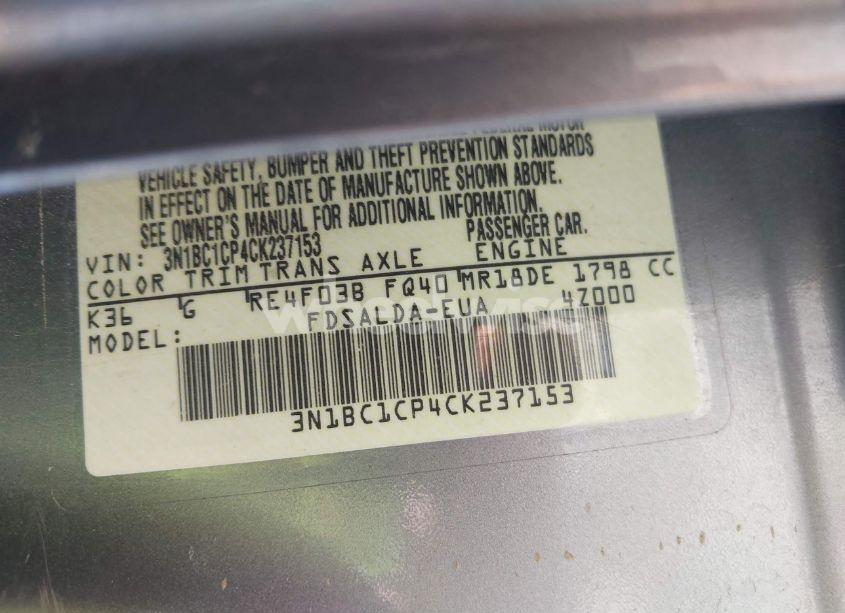 VEHICLE SAFETY, BUMPER AND THEFT PREVENTION STANDARDS
IN EFFECT ON THE DATE OF MANUFACTURE SHOWN ABOVE.
SEE OWNER'S MANUAL FOR ADDITIONAL INFORMATION.
VIN: 3N1BC1CP4CK237153 PASSENGER CAR.
COLOR TRIM TRANS AXLE ENGINE
K36 G RE4F03B FQ40 MR18DE 1798 CC
MODEL: FDSALDA-EUA 4Z000
3N1BC1CP4CK237153